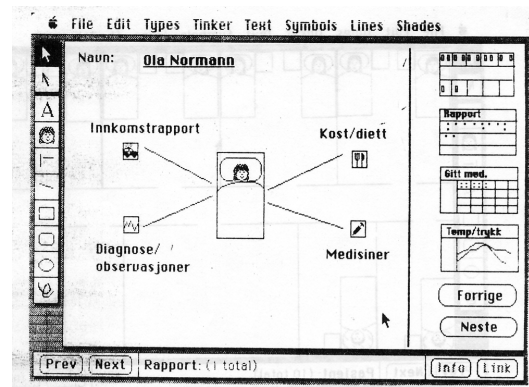 File Edit Types Tinker Text Symbols Lines Shades
Navn: Ola Normann
A
Innkomstrapport
Kost/diett
Diagnose/
observasjoner
Medisiner
Rapport
Gitt med.
Temp/trykk
Forrige
Neste
Prev Next Rapport: (1 total) Info Link